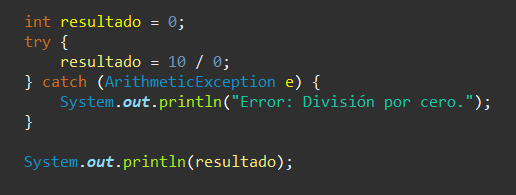 int resultado = 0;
try {
    resultado = 10 / 0;
} catch (ArithmeticException e) {
    System.out.println("Error: División por cero.");
}

System.out.println(resultado);